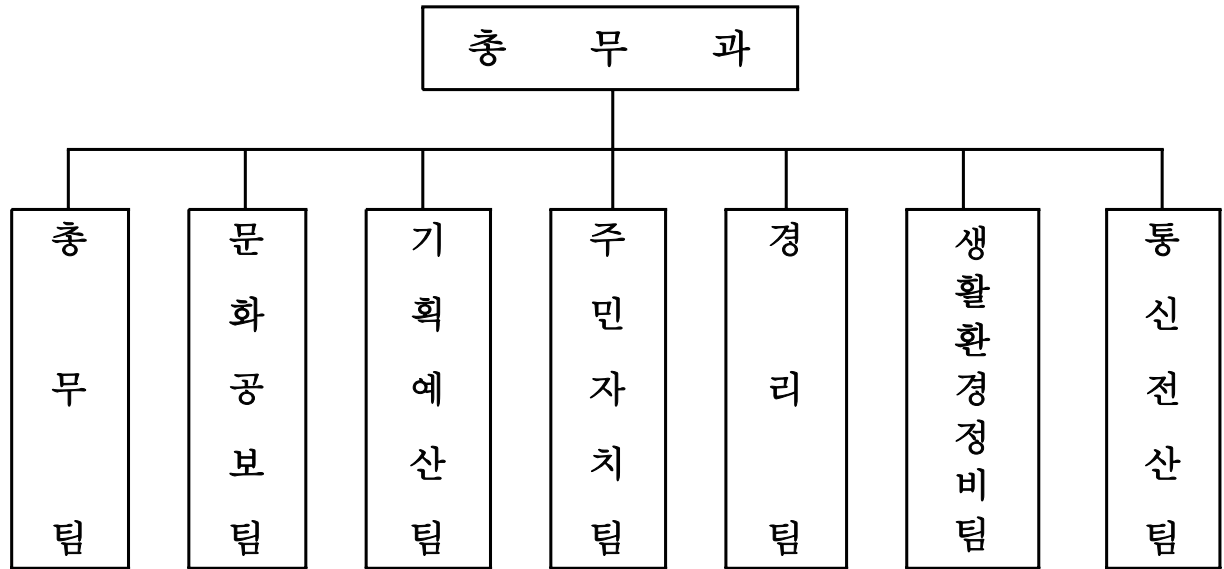 총 무 과
총무팀
문화공보팀
기획예산팀
주민자치팀
경리팀
생활환경정비팀
통신전산팀